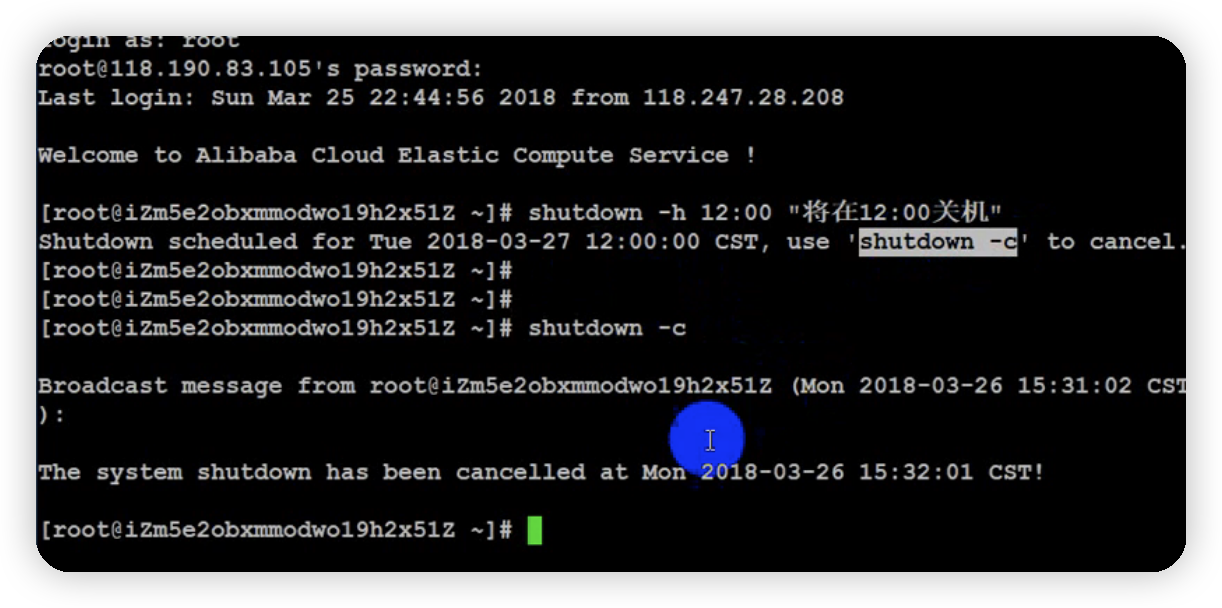 login as: root
root@118.190.83.105's password:
Last login: Sun Mar 25 22:44:56 2018 from 118.247.28.208
Welcome to Alibaba Cloud Elastic Compute Service !
[root@iZm5e2obxmmodwo19h2x51Z ~]# shutdown -h 12:00 "将在12:00关机"
Shutdown scheduled for Tue 2018-03-27 12:00:00 CST, use 'shutdown -c' to cancel.
[root@iZm5e2obxmmodwo19h2x51Z ~]#
[root@iZm5e2obxmmodwo19h2x51Z ~]#
[root@iZm5e2obxmmodwo19h2x51Z ~]# shutdown -c
Broadcast message from root@iZm5e2obxmmodwo19h2x51Z (Mon 2018-03-26 15:31:02 CST
):
The system shutdown has been cancelled at Mon 2018-03-26 15:32:01 CST!
[root@iZm5e2obxmmodwo19h2x51Z ~]#